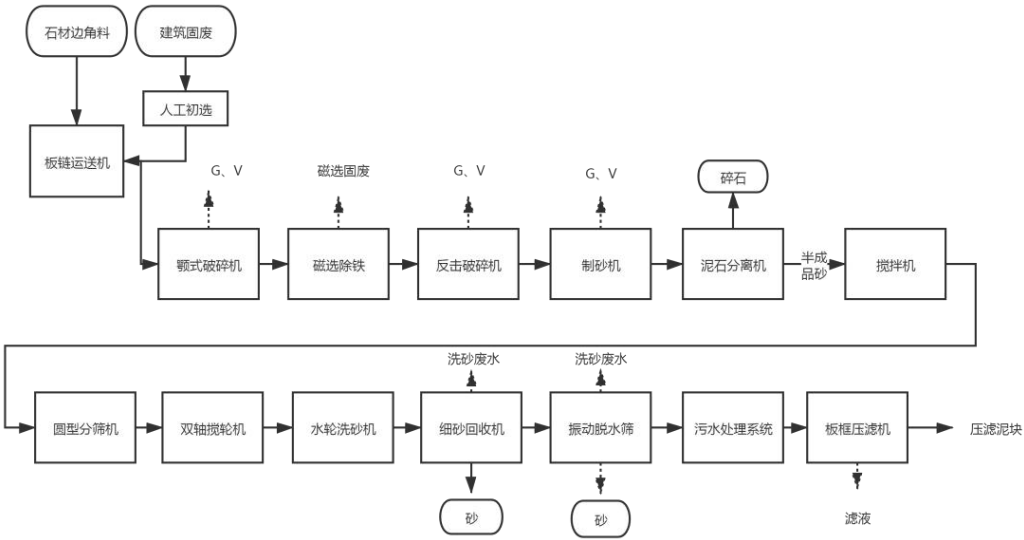 石材边角料
建筑固废
人工初选
板链运送机
G、V
磁选固废
G、V
G、V
碎石
颚式破碎机
磁选除铁
反击破碎机
制砂机
泥石分离机
半成
品砂
搅拌机
洗砂废水
洗砂废水
圆型分筛机
双轴搅轮机
水轮洗砂机
细砂回收机
振动脱水筛
污水处理系统
板框压滤机
压滤泥块
砂
砂
滤液